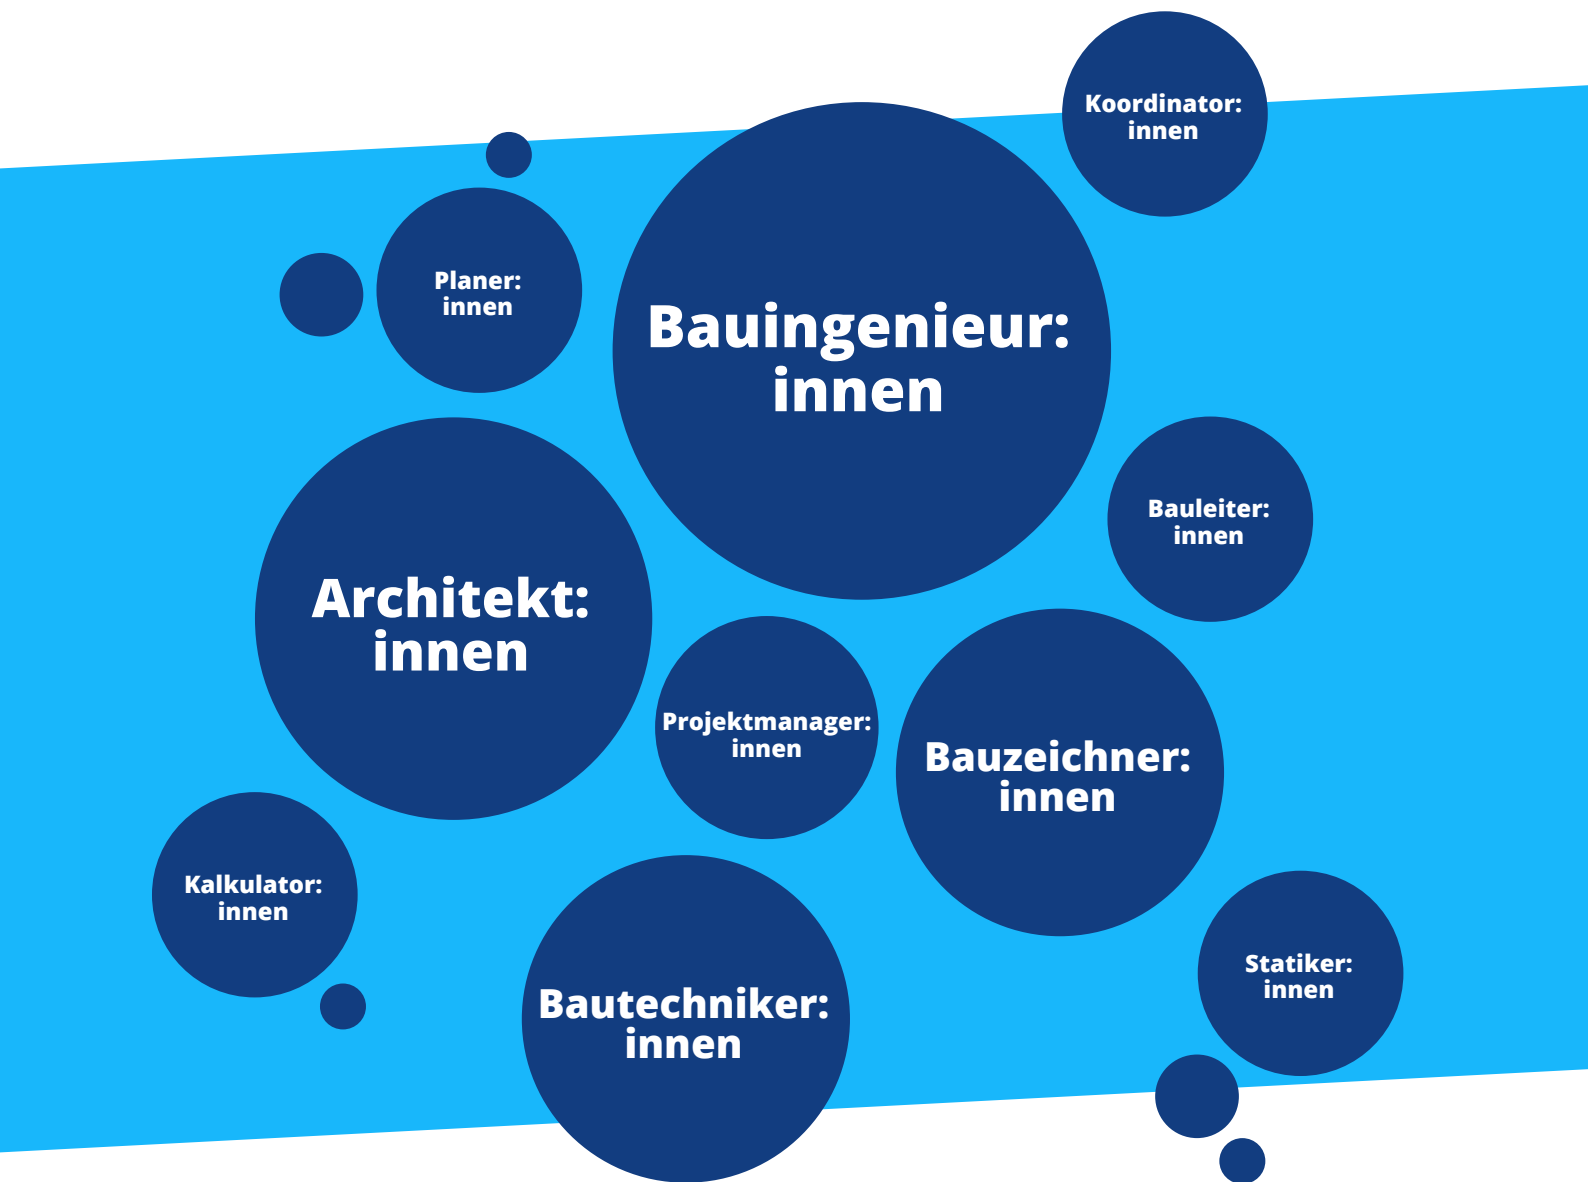 Koordinator:
innen
Planer:
innen
Bauingenieur:
innen
Bauleiter:
innen
Architekt:
innen
Projektmanager:
innen
Bauzeichner:
innen
Kalkulator:
innen
Statiker:
innen
Bautechniker:
innen